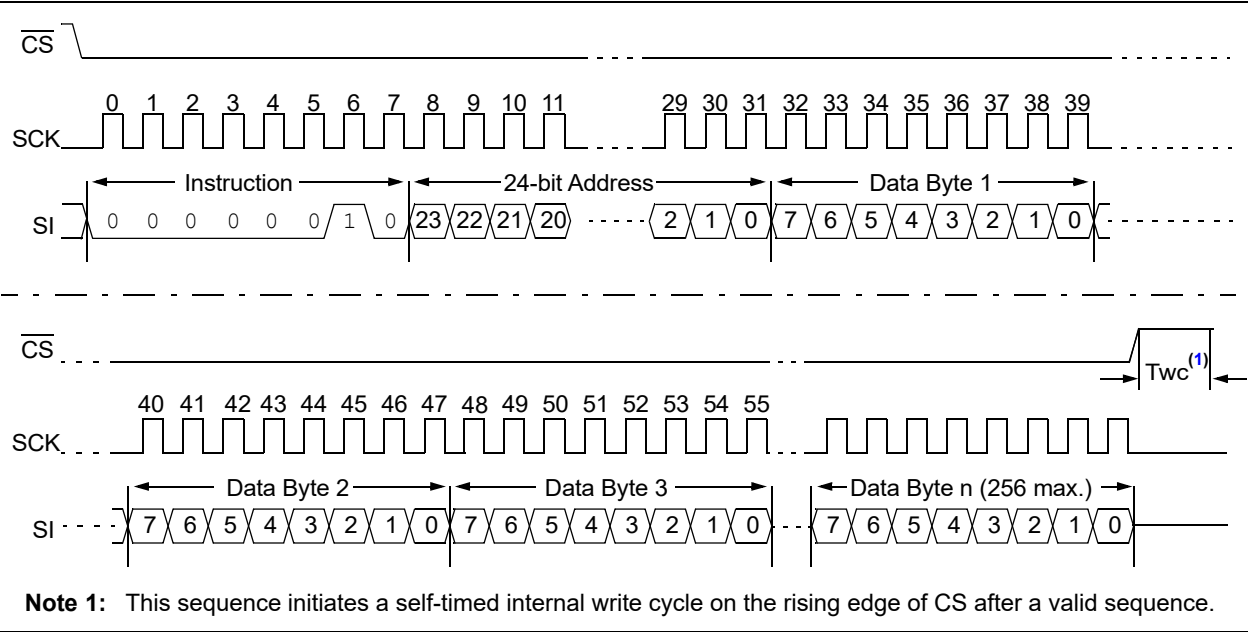 CS
0 1 2 3 4 5 6 7 8 9 10 11 29 30 31 32 33 34 35 36 37 38 39
SCK
Instruction 24-bit Address Data Byte 1
SI 0 0 0 0 0 0 1 0 23 22 21 20 2 1 0 7 6 5 4 3 2 1 0
CS
Twc(1)
40 41 42 43 44 45 46 47 48 49 50 51 52 53 54 55
SCK
Data Byte 2 Data Byte 3 Data Byte n (256 max.)
SI 7 6 5 4 3 2 1 0 7 6 5 4 3 2 1 0 7 6 5 4 3 2 1 0
Note 1: This sequence initiates a self-timed internal write cycle on the rising edge of CS after a valid sequence.